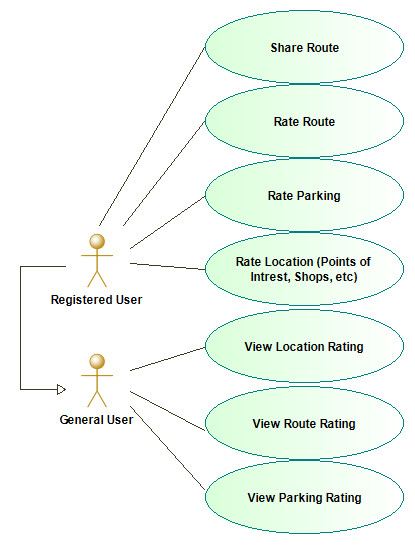 Share Route
Rate Route
Rate Parking
Rate Location (Points of
Intrest, Shops, etc)
Registered User
View Location Rating
General User
View Route Rating
View Parking Rating